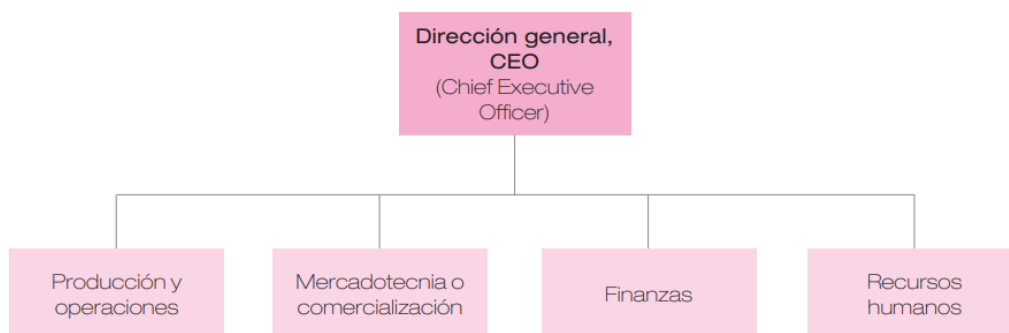 Dirección general,
CEO
(Chief Executive
Officer)
Producción y
operaciones
Mercadotecnia o
comercialización
Finanzas
Recursos
humanos